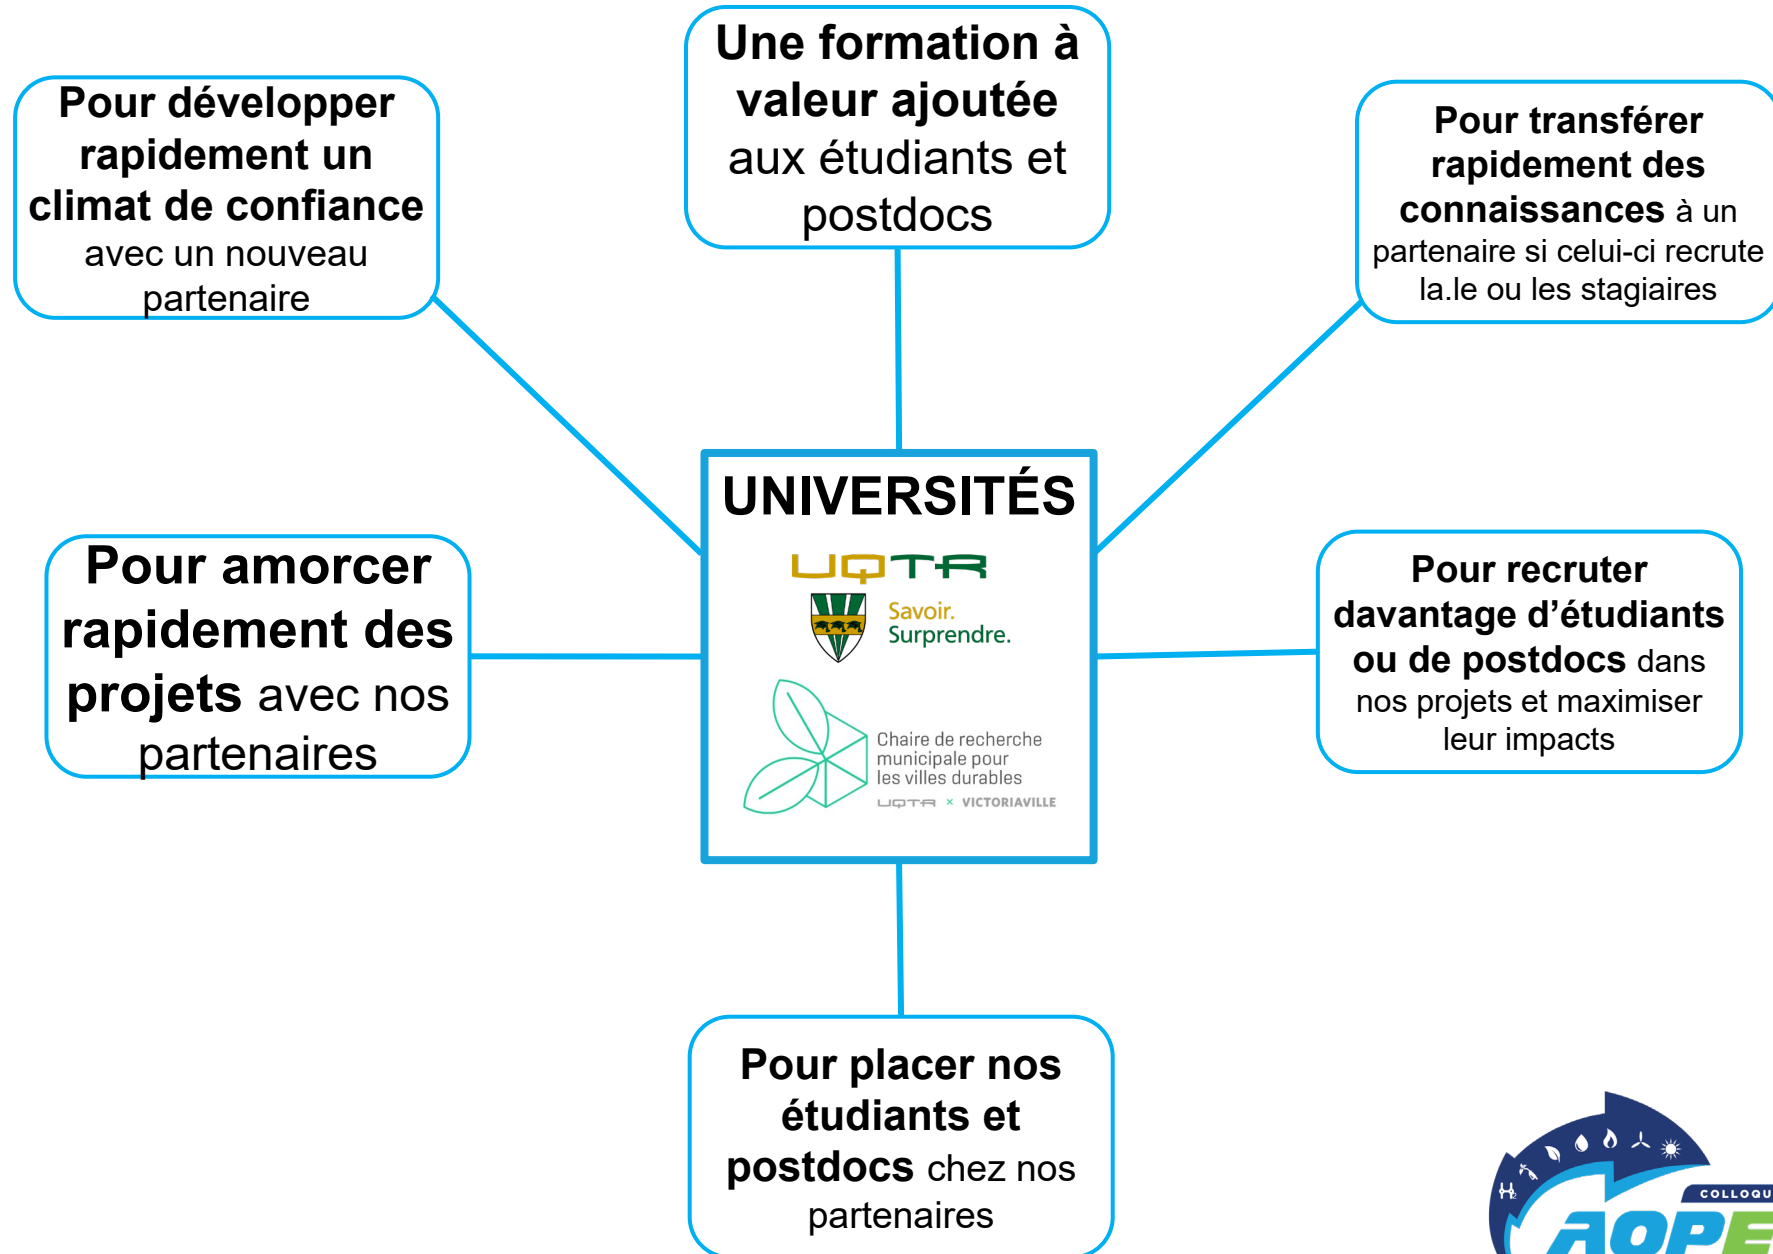 Pour développer
rapidement un
climat de confiance
avec un nouveau
partenaire
Une formation à
valeur ajoutée
aux étudiants et
postdocs
Pour transférer
rapidement des
connaissances à un
partenaire si celui-ci recrute
la.le ou les stagiaires
Pour amorcer
rapidement des
projets avec nos
partenaires
UNIVERSITÉS
UQTR
Savoir.
Surprendre.
Chaire de recherche
municipale pour
les villes durables
UQTR × VICTORIAVILLE
Pour recruter
davantage d’étudiants
ou de postdocs dans
nos projets et maximiser
leur impacts
Pour placer nos
étudiants et
postdocs chez nos
partenaires
H₂
COLLOQU
AOPE